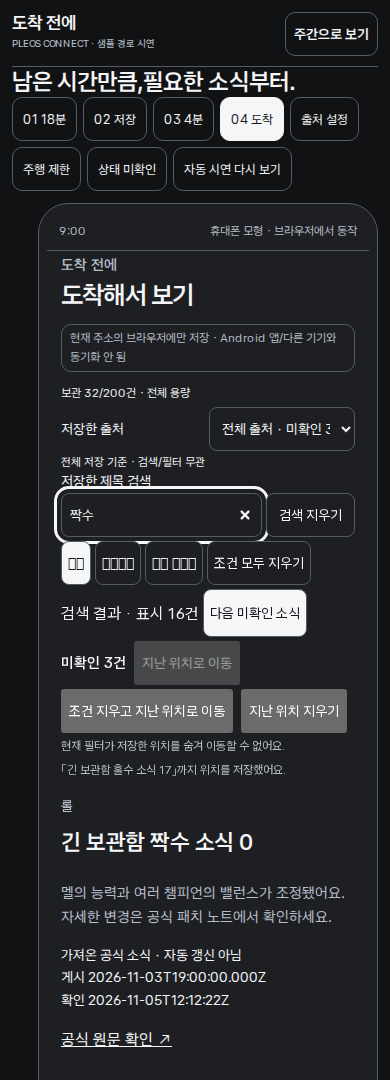 도착 전에
주간으로 보기
PLEOS CONNECT · 샘플 경로 시연
남은 시간만큼,필요한 소식부터.
01 18분
02 저장
03 4분
04 도착
출처 설정
주행 제한
상태 미확인
자동 시연 다시 보기
9:00
휴대폰 모형 · 브라우저에서 동작
도착 전에
도착해서 보기
현재 주소의 브라우저에만 저장 · Android 앱/다른 기기와
동기화 안 됨
보관 32/200건 · 전체 용량
저장한 출처
전체 출처 · 미확인
전체 저장 기준 · 검색/필터 무관
저장한 제목 검색
짝수
검색 지우기
조건 모두 지우기
검색 결과 · 표시 16건
다음 미확인 소식
미확인 3건
지난 위치로 이동
조건 지우고 지난 위치로 이동
지난 위치 지우기
현재 필터가 저장한 위치를 숨겨 이동할 수 없어요.
「긴 보관함 홀수 소식 17」까지 위치를 저장했어요.
롤
긴 보관함 짝수 소식 0
멜의 능력과 여러 챔피언의 밸런스가 조정됐어요.
자세한 변경은 공식 패치 노트에서 확인하세요.
가져온 공식 소식 · 자동 갱신 아님
게시 2026-11-03T19:00:00.000Z
확인 2026-11-05T12:12:22Z
공식 원문 확인 ↗